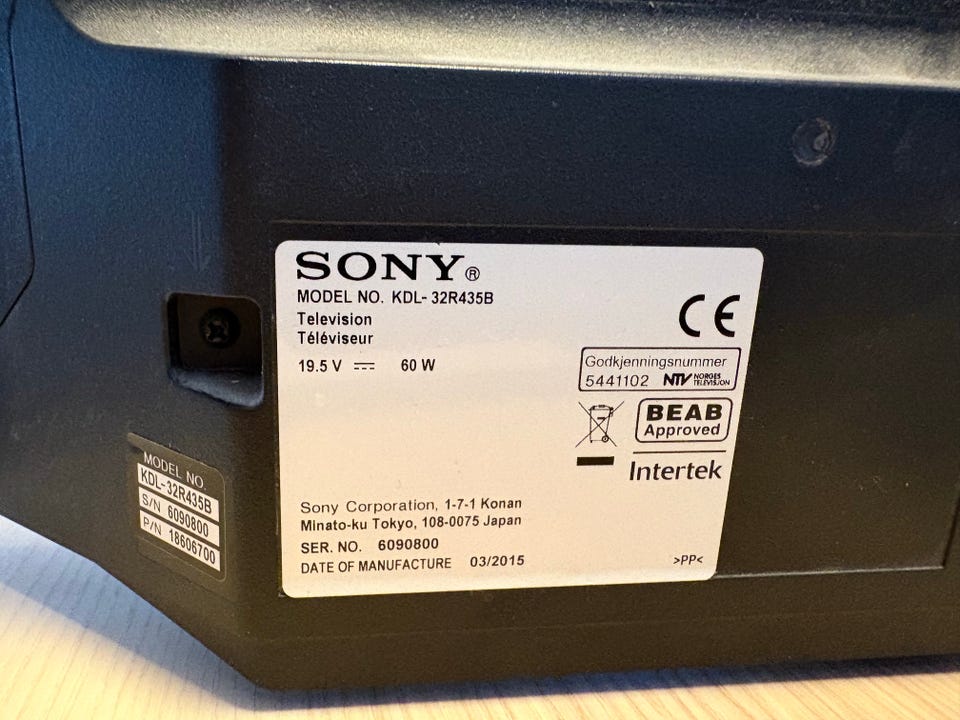 SONY®
MODEL NO. KDL-32R435B
Television
Téléviseur
19.5 V ⎓ 60 W
CE
Godkjenningsnummer
5441102 NTV NORGES TELEVISJON
BEAB
Approved
Intertek
Sony Corporation, 1-7-1 Konan
Minato-ku Tokyo, 108-0075 Japan
SER. NO. 6090800
DATE OF MANUFACTURE 03/2015
>PP<
MODEL NO.
KDL-32R435B
S/N 6090800
P/N 18606700